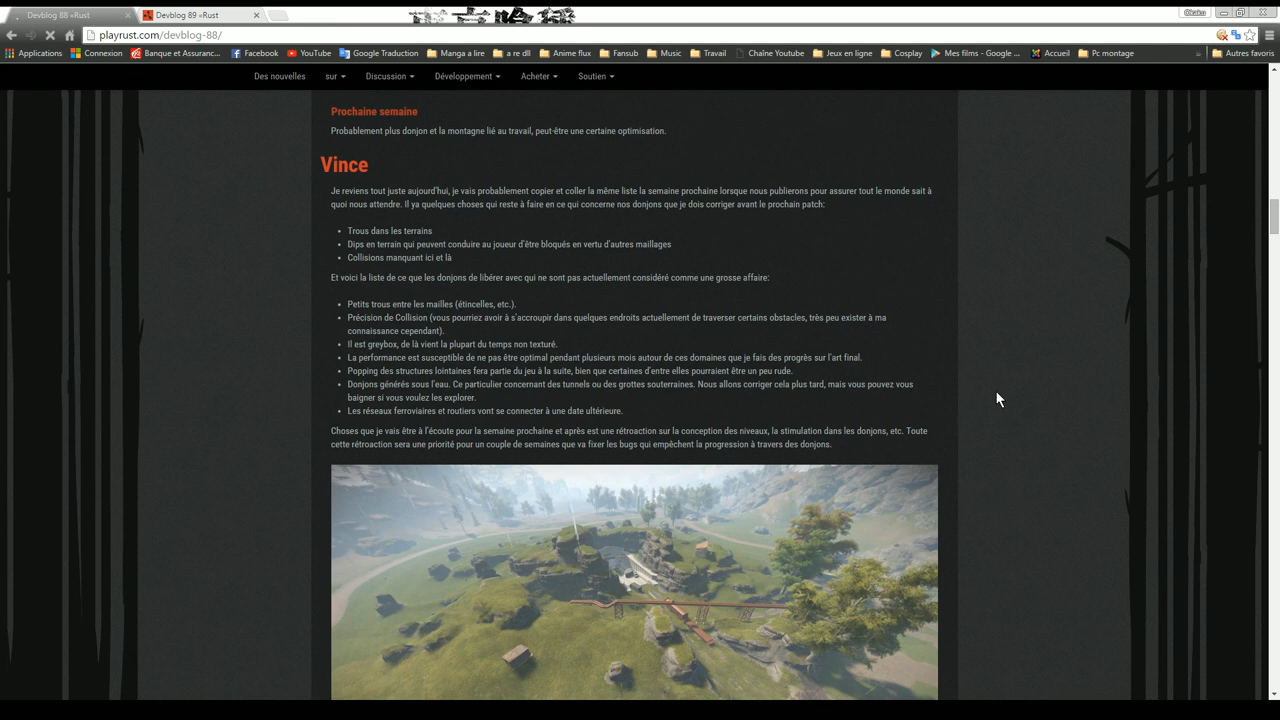 Devblog 88 «Rust
Devblog 89 «Rust
Okaku
playrust.com/devblog-88/
Applications
Connexion
Banque et Assuranc...
Facebook
YouTube
Google Traduction
Manga a lire
a re dll
Anime flux
Fansub
Music
Travail
Chaîne Youtube
Jeux en ligne
Cosplay
Mes films - Google ...
Accueil
Pc montage
Autres favoris
Des nouvelles
sur
Discussion
Développement
Acheter
Soutien
Prochaine semaine
Probablement plus donjon et la montagne lié au travail, peut-être une certaine optimisation.
Vince
Je reviens tout juste aujourd'hui, je vais probablement copier et coller la même liste la semaine prochaine lorsque nous publierons pour assurer tout le monde sait à
quoi nous attendre. Il ya quelques choses qui reste à faire en ce qui concerne nos donjons que je dois corriger avant le prochain patch:
• Trous dans les terrains
• Dips en terrain qui peuvent conduire au joueur d'être bloqués en vertu d'autres maillages
• Collisions manquant ici et là
Et voici la liste de ce que les donjons de libérer avec qui ne sont pas actuellement considéré comme une grosse affaire:
• Petits trous entre les mailles (étincelles, etc.).
• Précision de Collision (vous pourriez avoir à s'accroupir dans quelques endroits actuellement de traverser certains obstacles, très peu exister à ma
connaissance cependant).
• Il est greybox, de là vient la plupart du temps non texturé.
• La performance est susceptible de ne pas être optimal pendant plusieurs mois autour de ces domaines que je fais des progrès sur l'art final.
• Popping des structures lointaines fera partie du jeu à la suite, bien que certaines d'entre elles pourraient être un peu rude.
• Donjons générés sous l'eau. Ce particulier concernant des tunnels ou des grottes souterraines. Nous allons corriger cela plus tard, mais vous pouvez vous
baigner si vous voulez les explorer.
• Les réseaux ferroviaires et routiers vont se connecter à une date ultérieure.
Choses que je vais être à l'écoute pour la semaine prochaine et après est une rétroaction sur la conception des niveaux, la stimulation dans les donjons, etc. Toute
cette rétroaction sera une priorité pour un couple de semaines que va fixer les bugs qui empêchent la progression à travers des donjons.